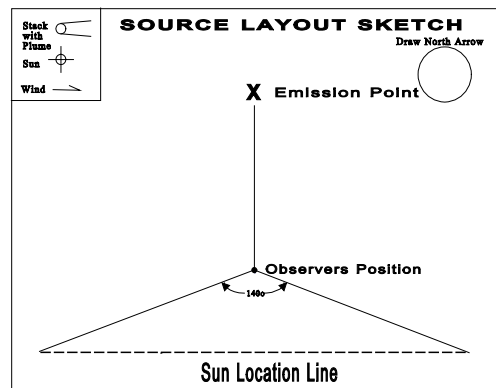 SOURCE LAYOUT SKETCH
Stack
with
Plume
Sun
Wind
Draw North Arrow
X Emission Point
Observers Position
140o
Sun Location Line